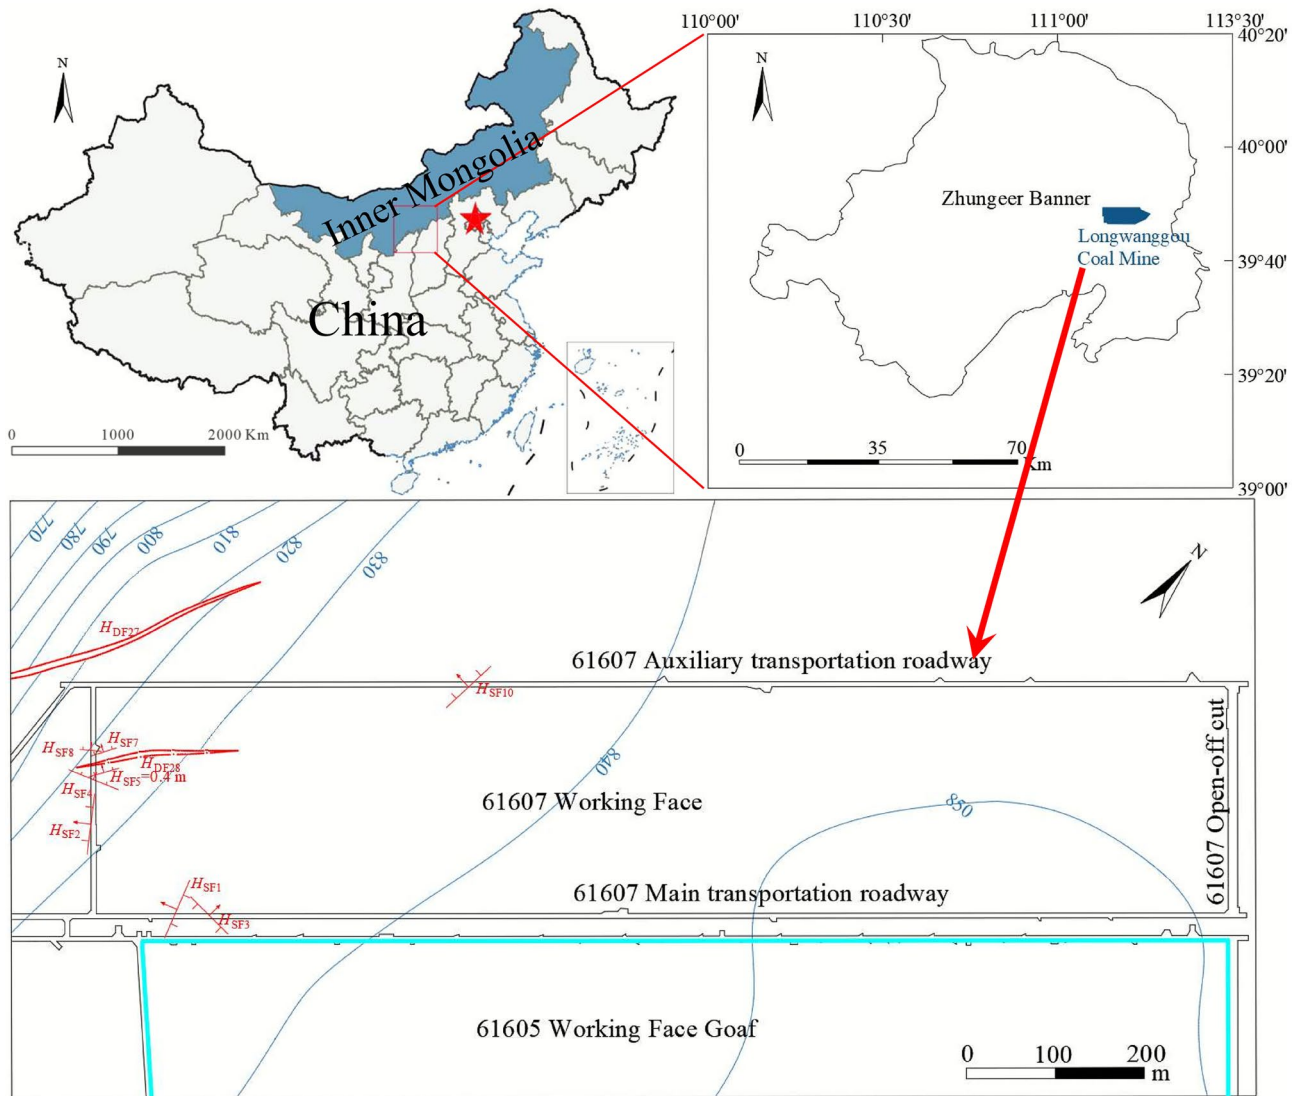 110°00'
110°30'
111°00'
113°30'
40°20'
40°00'
39°40'
39°20'
39°00'
N
Inner Mongolia
China
0
1000
2000 Km
N
Zhungeer Banner
Longwanggou
Coal Mine
0
35
70
Km
770
780
790
800
810
820
830
840
850
N
HDF27
61607 Auxiliary transportation roadway
HSF10
HSF8
HSF7
HDF28
HSF5=0.4 m
HSF4
HSF2
61607 Working Face
61607 Open-off cut
HSF1
HSF3
61607 Main transportation roadway
61605 Working Face Goaf
0
100
200
m